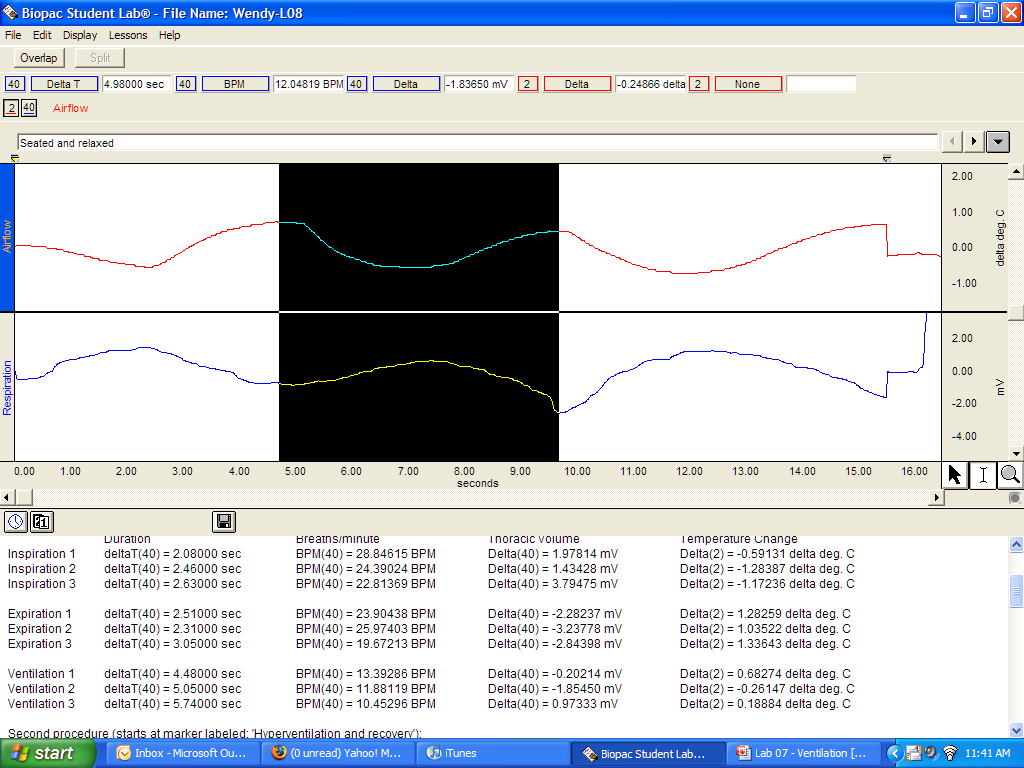 Biopac Student Lab® - File Name: Wendy-L08
File Edit Display Lessons Help
Overlap Split
40 Delta T 4.98000 sec 40 BPM 12.04819 BPM 40 Delta -1.83650 mV 2 Delta -0.24866 delta 2 None
2 40 Airflow
Seated and relaxed
Airflow
2.00
1.00
0.00
-1.00
delta deg. C
Respiration
2.00
0.00
-2.00
-4.00
mV
0.00 1.00 2.00 3.00 4.00 5.00 6.00 7.00 8.00 9.00 10.00 11.00 12.00 13.00 14.00 15.00 16.00
seconds
Duration Breaths/minute Thoracic Volume Temperature Change
Inspiration 1 deltaT(40) = 2.08000 sec BPM(40) = 28.84615 BPM Delta(40) = 1.97814 mV Delta(2) = -0.59131 delta deg. C
Inspiration 2 deltaT(40) = 2.46000 sec BPM(40) = 24.39024 BPM Delta(40) = 1.43428 mV Delta(2) = -1.28387 delta deg. C
Inspiration 3 deltaT(40) = 2.63000 sec BPM(40) = 22.81369 BPM Delta(40) = 3.79475 mV Delta(2) = -1.17236 delta deg. C
Expiration 1 deltaT(40) = 2.51000 sec BPM(40) = 23.90438 BPM Delta(40) = -2.28237 mV Delta(2) = 1.28259 delta deg. C
Expiration 2 deltaT(40) = 2.31000 sec BPM(40) = 25.97403 BPM Delta(40) = -3.23778 mV Delta(2) = 1.03522 delta deg. C
Expiration 3 deltaT(40) = 3.05000 sec BPM(40) = 19.67213 BPM Delta(40) = -2.84398 mV Delta(2) = 1.33643 delta deg. C
Ventilation 1 deltaT(40) = 4.48000 sec BPM(40) = 13.39286 BPM Delta(40) = -0.20214 mV Delta(2) = 0.68274 delta deg. C
Ventilation 2 deltaT(40) = 5.05000 sec BPM(40) = 11.88119 BPM Delta(40) = -1.85450 mV Delta(2) = -0.26147 delta deg. C
Ventilation 3 deltaT(40) = 5.74000 sec BPM(40) = 10.45296 BPM Delta(40) = 0.97333 mV Delta(2) = 0.18884 delta deg. C
Second procedure (starts at marker labeled: 'Hyperventilation and recovery'):
start Inbox - Microsoft Ou... (0 unread) Yahoo! M... iTunes Biopac Student Lab... Lab 07 - Ventilation [... 11:41 AM